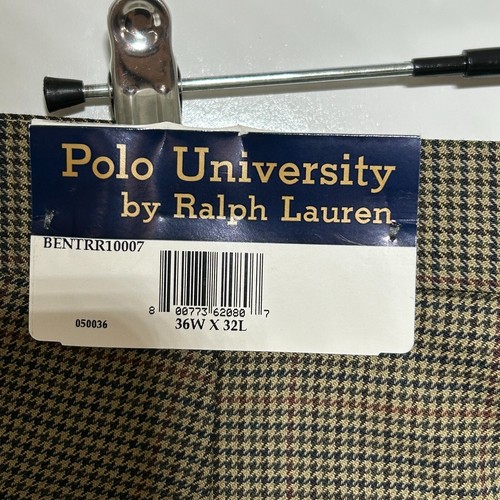 Polo University
by Ralph Lauren
BENTRR10007
8 00773 62080 7
050036 36W X 32L